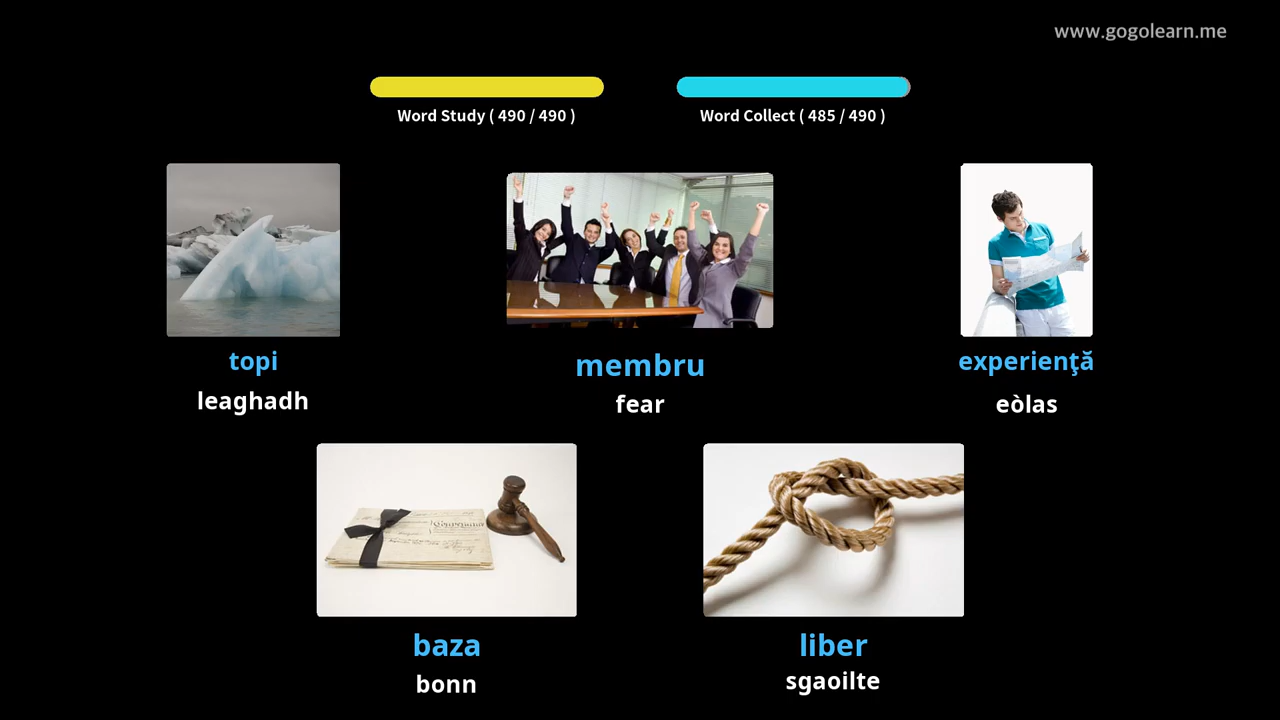 www.gogolearn.me
Word Study ( 490 / 490 )
Word Collect ( 485 / 490 )
topi
leaghadh
membru
fear
experienţă
eòlas
baza
bonn
liber
sgaoilte